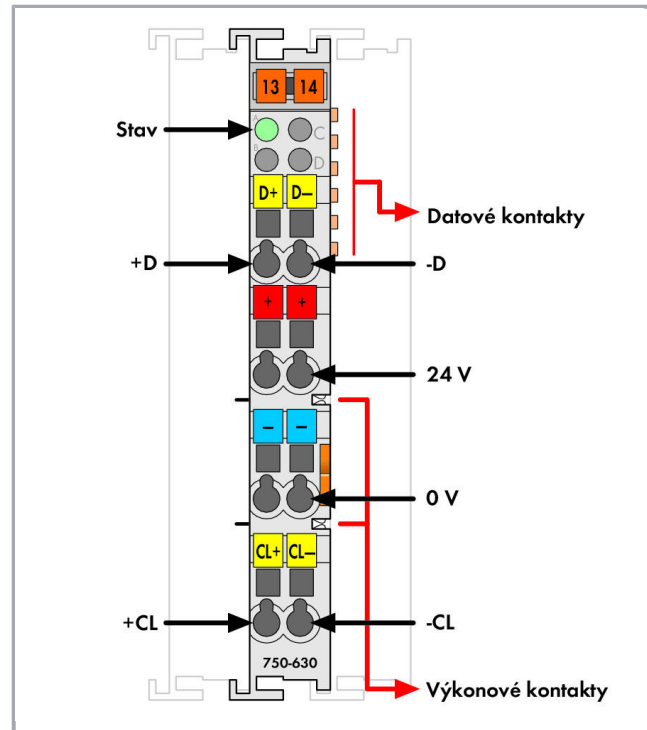 13 14
A
Stav
C
B
D
D+ D–
Datové kontakty
+D
-D
+ +
24 V
– –
0 V
CL+ CL–
+CL
-CL
750-630
Výkonové kontakty